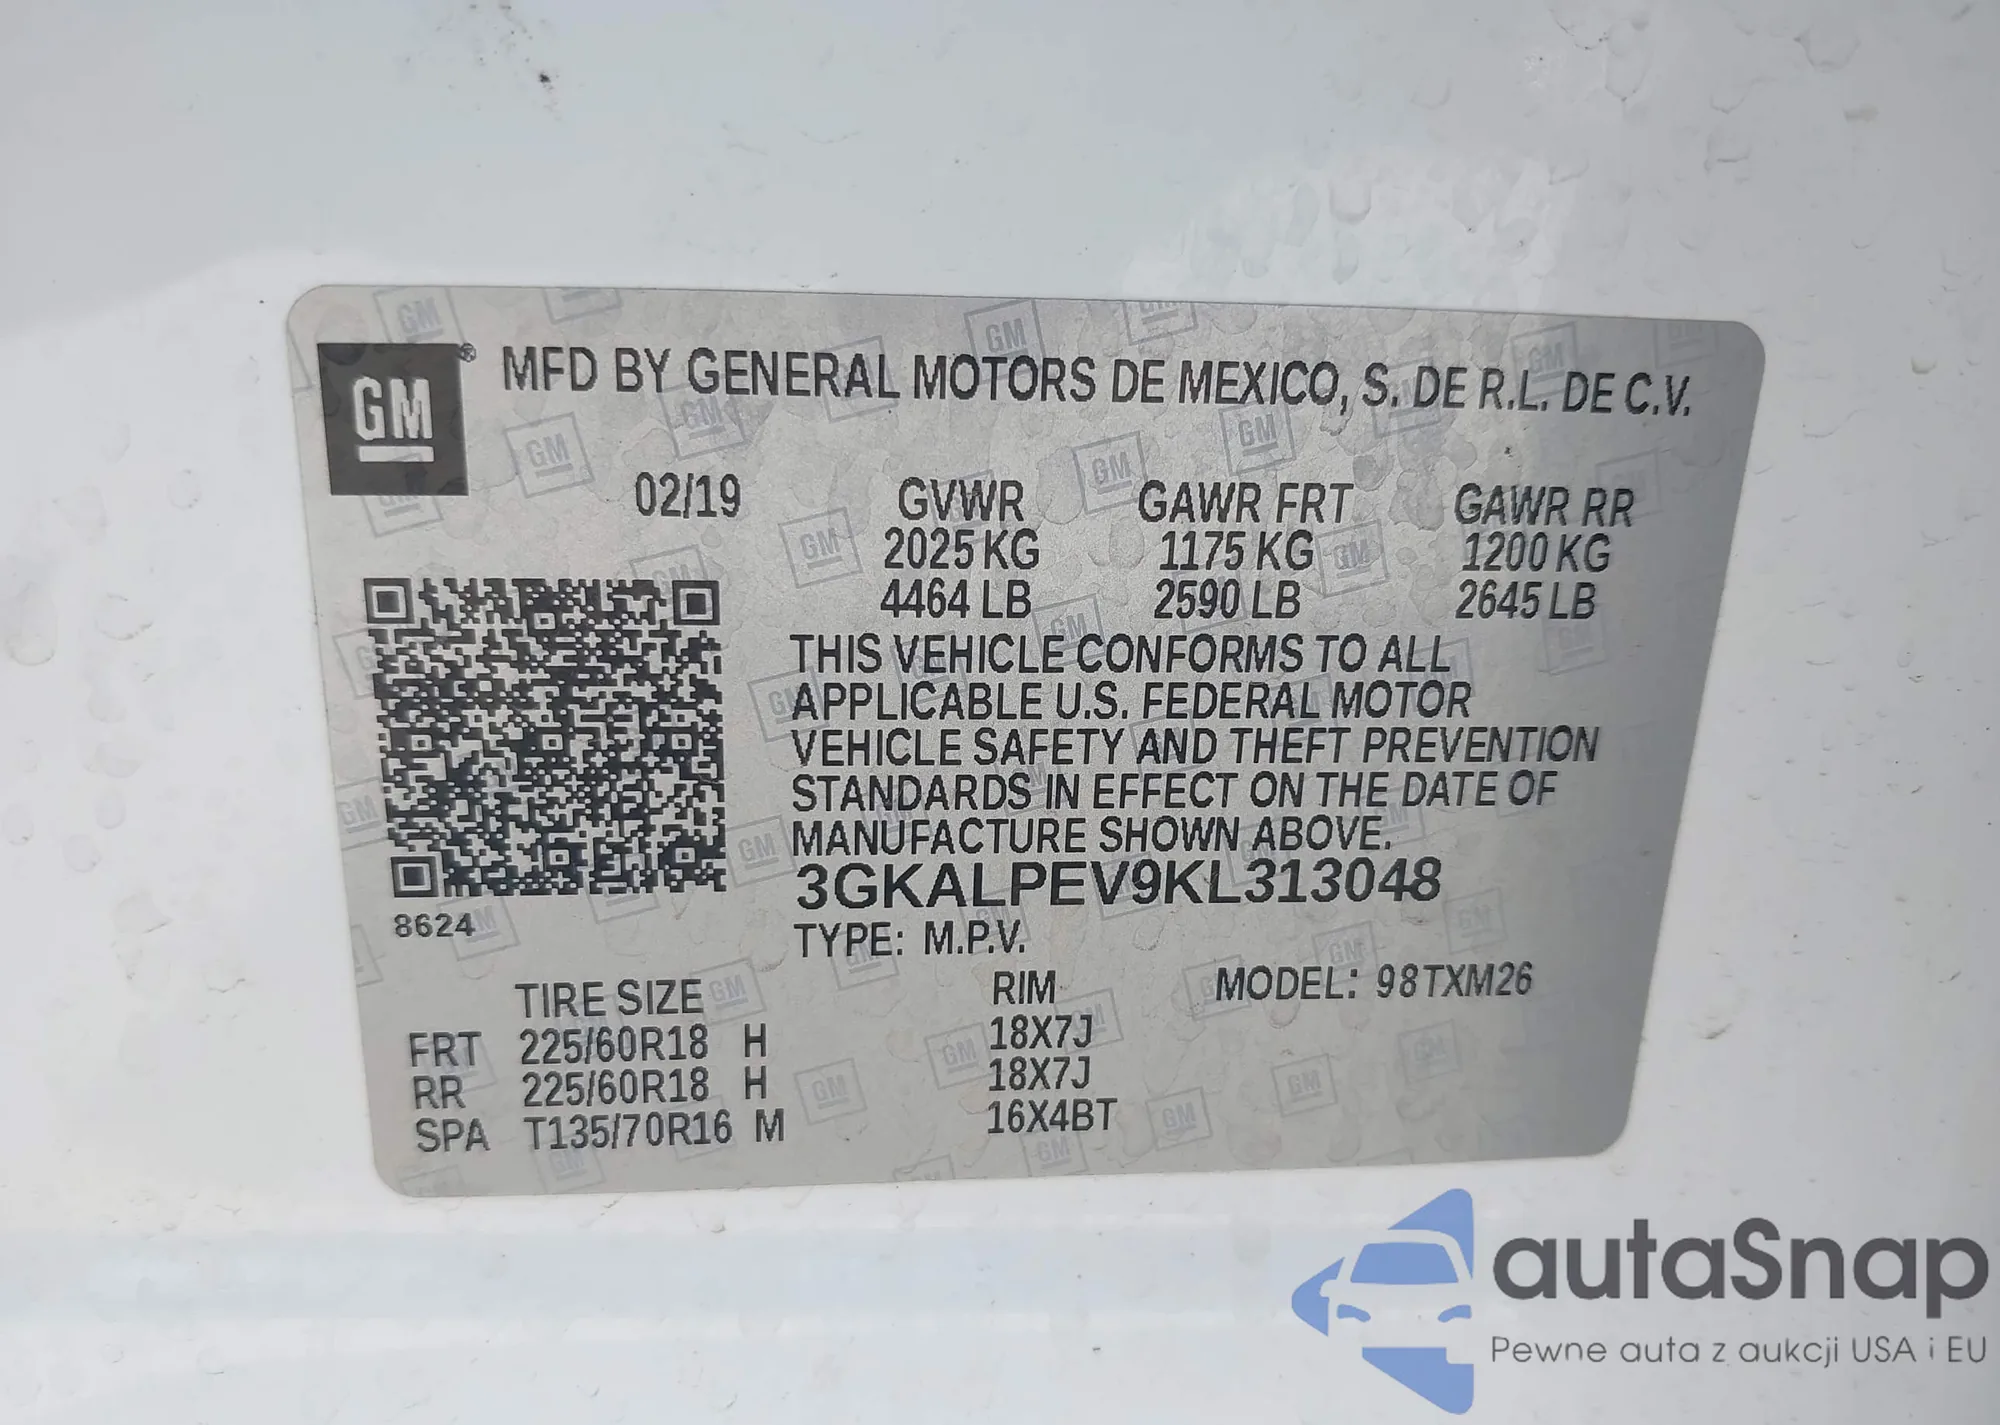 GM ® MFD BY GENERAL MOTORS DE MEXICO, S. DE R.L. DE C.V.
02/19 GVWR GAWR FRT GAWR RR
2025 KG 1175 KG 1200 KG
4464 LB 2590 LB 2645 LB
THIS VEHICLE CONFORMS TO ALL
APPLICABLE U.S. FEDERAL MOTOR
VEHICLE SAFETY AND THEFT PREVENTION
STANDARDS IN EFFECT ON THE DATE OF
MANUFACTURE SHOWN ABOVE.
3GKALPEV9KL313048
8624
TYPE: M.P.V.
TIRE SIZE RIM MODEL: 98TXM26
FRT 225/60R18 H 18X7J
RR 225/60R18 H 18X7J
SPA T135/70R16 M 16X4BT
autaSnap
Pewne auta z aukcji USA i EU